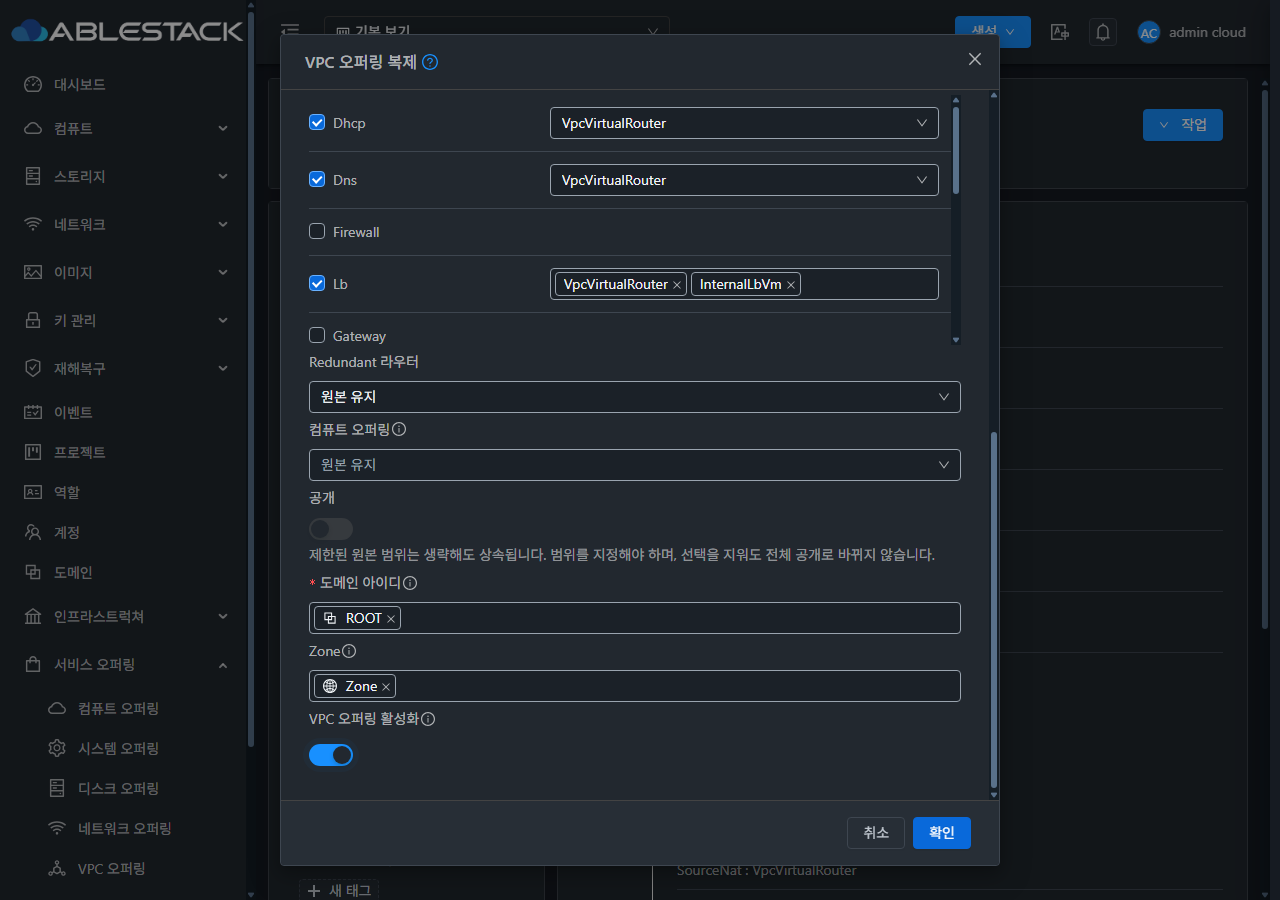 ABLESTACK
기본 보기
생성
AC
admin cloud
대시보드
컴퓨트
스토리지
네트워크
이미지
키 관리
재해복구
이벤트
프로젝트
역할
계정
도메인
인프라스트럭쳐
서비스 오퍼링
컴퓨트 오퍼링
시스템 오퍼링
디스크 오퍼링
네트워크 오퍼링
VPC 오퍼링
작업
VPC 오퍼링 복제
Dhcp
VpcVirtualRouter
Dns
VpcVirtualRouter
Firewall
Lb
VpcVirtualRouter
InternalLbVm
Gateway
Redundant 라우터
원본 유지
컴퓨트 오퍼링
원본 유지
공개
제한된 원본 범위는 생략해도 상속됩니다. 범위를 지정해야 하며, 선택을 지워도 전체 공개로 바뀌지 않습니다.
* 도메인 아이디
ROOT
Zone
Zone
VPC 오퍼링 활성화
취소
확인
SourceNat : VpcVirtualRouter
새 태그